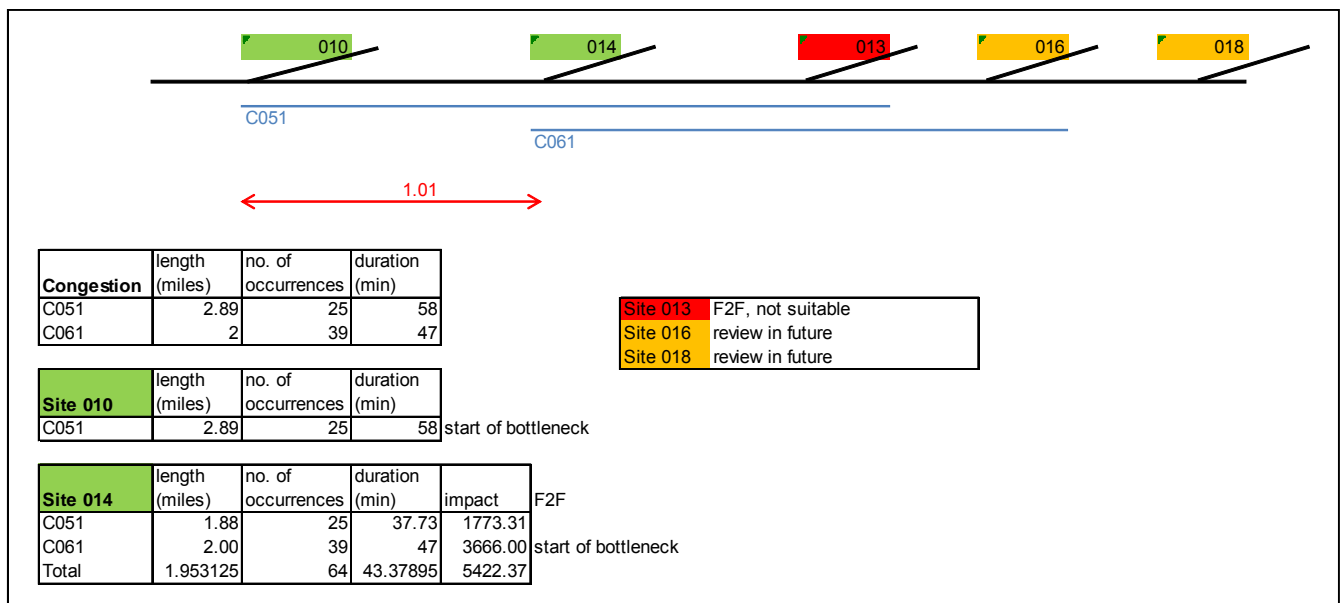 010 014 013 016 018
C051
C061
1.01
length no. of duration
Congestion (miles) occurrences (min)
C051 2.89 25 58
C061 2 39 47
Site 013 F2F, not suitable
Site 016 review in future
Site 018 review in future
length no. of duration
Site 010 (miles) occurrences (min)
C051 2.89 25 58 start of bottleneck
length no. of duration
Site 014 (miles) occurrences (min) impact F2F
C051 1.88 25 37.73 1773.31
C061 2.00 39 47 3666.00 start of bottleneck
Total 1.953125 64 43.37895 5422.37